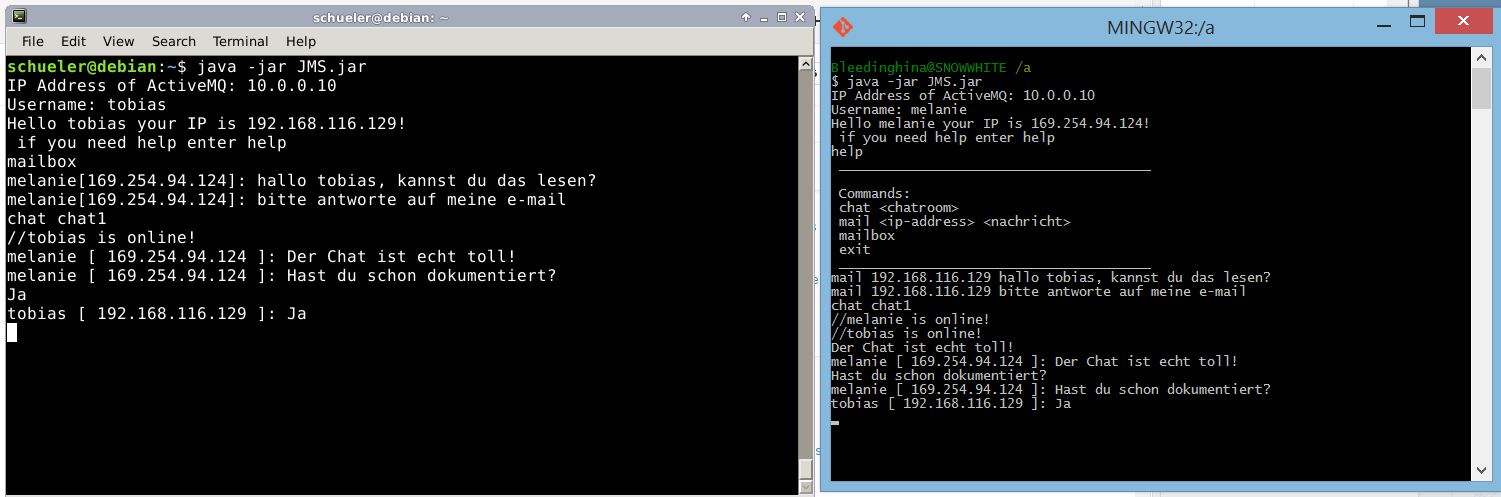 schueler@debian: ~
File Edit View Search Terminal Help
schueler@debian:~$ java -jar JMS.jar
IP Address of ActiveMQ: 10.0.0.10
Username: tobias
Hello tobias your IP is 192.168.116.129!
if you need help enter help
mailbox
melanie[169.254.94.124]: hallo tobias, kannst du das lesen?
melanie[169.254.94.124]: bitte antworte auf meine e-mail
chat chat1
//tobias is online!
melanie [ 169.254.94.124 ]: Der Chat ist echt toll!
melanie [ 169.254.94.124 ]: Hast du schon dokumentiert?
Ja
tobias [ 192.168.116.129 ]: Ja
MINGW32:/a
Bleedinghina@SNOWWHITE /a
$ java -jar JMS.jar
IP Address of ActiveMQ: 10.0.0.10
Username: melanie
Hello melanie your IP is 169.254.94.124!
if you need help enter help
help
Commands:
chat <chatroom>
mail <ip-address> <nachricht>
mailbox
exit
mail 192.168.116.129 hallo tobias, kannst du das lesen?
mail 192.168.116.129 bitte antworte auf meine e-mail
chat chat1
//melanie is online!
//tobias is online!
Der Chat ist echt toll!
melanie [ 169.254.94.124 ]: Der Chat ist echt toll!
Hast du schon dokumentiert?
melanie [ 169.254.94.124 ]: Hast du schon dokumentiert?
tobias [ 192.168.116.129 ]: Ja